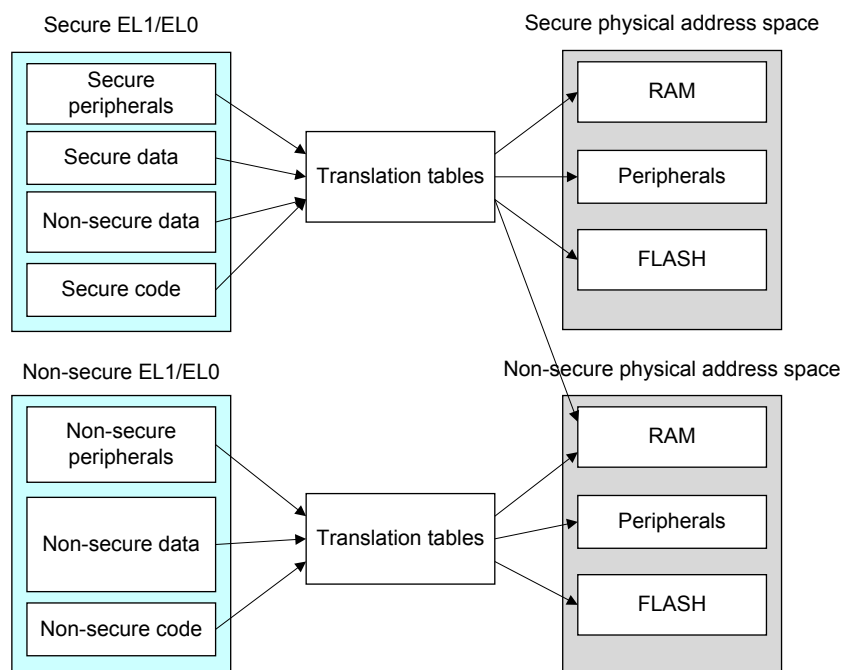 Secure EL1/EL0
Secure physical address space
Secure
peripherals
Secure data
Non-secure data
Secure code
Translation tables
RAM
Peripherals
FLASH
Non-secure EL1/EL0
Non-secure physical address space
Non-secure
peripherals
Non-secure data
Non-secure code
Translation tables
RAM
Peripherals
FLASH